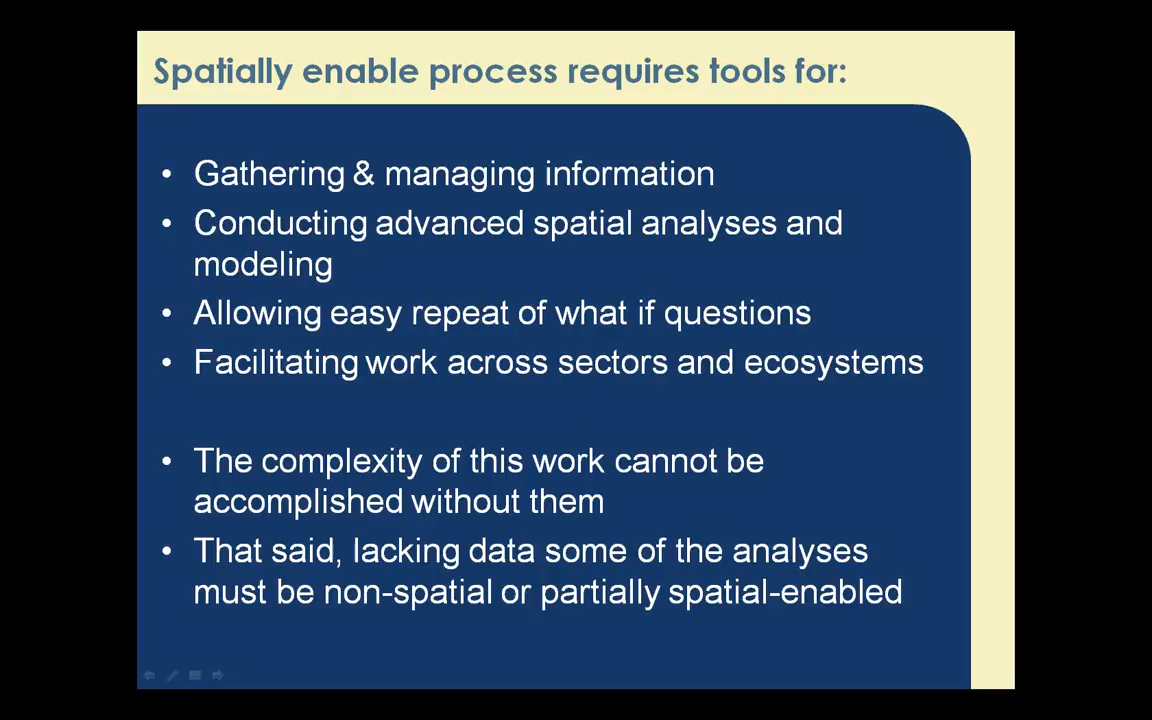 Spatially enable process requires tools for:
• Gathering & managing information
• Conducting advanced spatial analyses and
modeling
• Allowing easy repeat of what if questions
• Facilitating work across sectors and ecosystems
• The complexity of this work cannot be
accomplished without them
• That said, lacking data some of the analyses
must be non-spatial or partially spatial-enabled